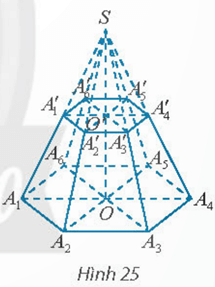 S
A'₆ A'₅
A'₁ O' A'₄
A'₂ A'₃
A₆ A₅
A₁ O A₄
A₂ A₃
Hình 25